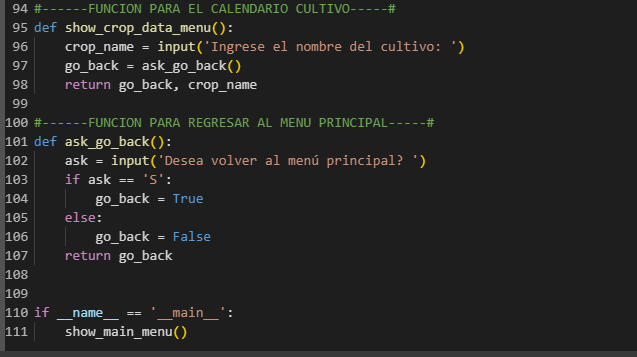 94 #------FUNCION PARA EL CALENDARIO CULTIVO-----#
95 def show_crop_data_menu():
96     crop_name = input('Ingrese el nombre del cultivo: ')
97     go_back = ask_go_back()
98     return go_back, crop_name
99
100 #------FUNCION PARA REGRESAR AL MENU PRINCIPAL-----#
101 def ask_go_back():
102     ask = input('Desea volver al menú principal? ')
103     if ask == 'S':
104         go_back = True
105     else:
106         go_back = False
107     return go_back
108
109
110 if __name__ == '__main__':
111     show_main_menu()